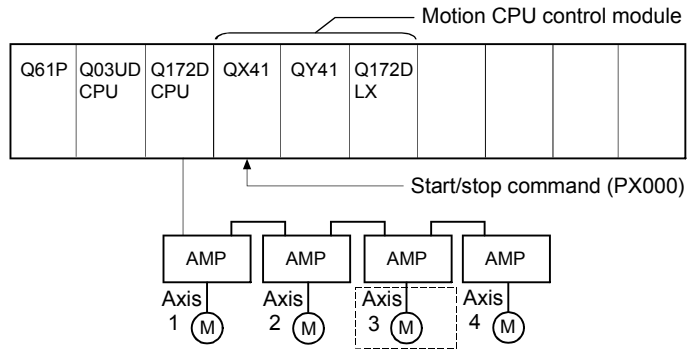 Motion CPU control module
Q61P Q03UD CPU Q172D CPU QX41 QY41 Q172D LX
Start/stop command (PX000)
AMP AMP AMP AMP
Axis 1 M Axis 2 M Axis 3 M Axis 4 M